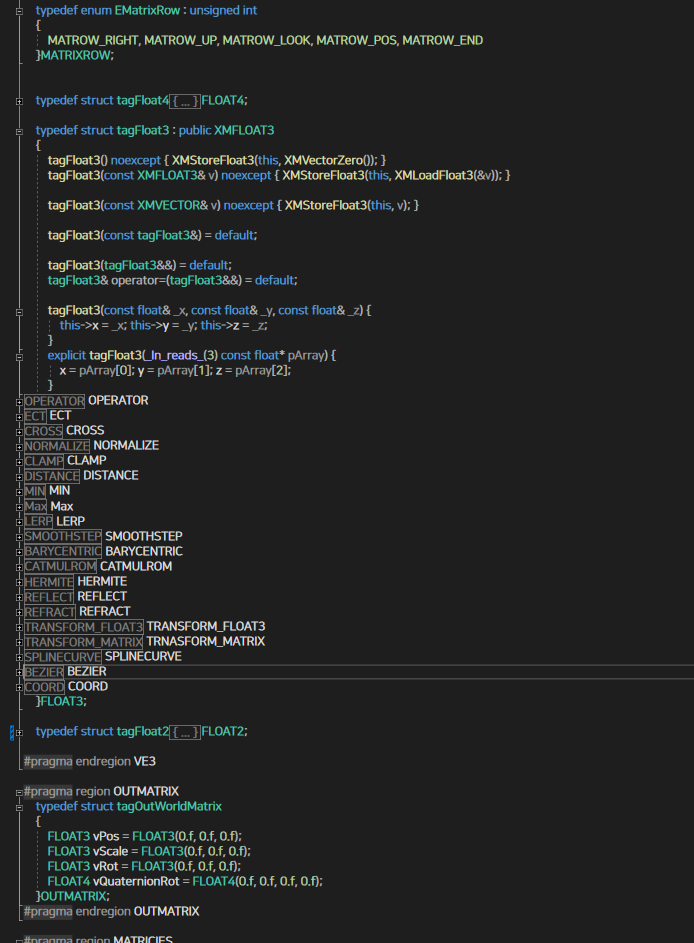 typedef enum EMatrixRow : unsigned int
{
MATROW_RIGHT, MATROW_UP, MATROW_LOOK, MATROW_POS, MATROW_END
}MATRIXROW;
typedef struct tagFloat4{ ... }FLOAT4;
typedef struct tagFloat3 : public XMFLOAT3
{
tagFloat3() noexcept { XMStoreFloat3(this, XMVectorZero()); }
tagFloat3(const XMFLOAT3& v) noexcept { XMStoreFloat3(this, XMLoadFloat3(&v)); }
tagFloat3(const XMVECTOR& v) noexcept { XMStoreFloat3(this, v); }
tagFloat3(const tagFloat3&) = default;
tagFloat3(tagFloat3&&) = default;
tagFloat3& operator=(tagFloat3&&) = default;
tagFloat3(const float& _x, const float& _y, const float& _z) {
this->x = _x; this->y = _y; this->z = _z;
}
explicit tagFloat3(_In_reads_(3) const float* pArray) {
x = pArray[0]; y = pArray[1]; z = pArray[2];
}
OPERATOR OPERATOR
ECT ECT
CROSS CROSS
NORMALIZE NORMALIZE
CLAMP CLAMP
DISTANCE DISTANCE
MIN MIN
Max Max
LERP LERP
SMOOTHSTEP SMOOTHSTEP
BARYCENTRIC BARYCENTRIC
CATMULROM CATMULROM
HERMITE HERMITE
REFLECT REFLECT
REFRACT REFRACT
TRANSFORM_FLOAT3 TRANSFORM_FLOAT3
TRANSFORM_MATRIX TRNASFORM_MATRIX
SPLINECURVE SPLINECURVE
BEZIER BEZIER
COORD COORD
}FLOAT3;
typedef struct tagFloat2{ ... }FLOAT2;
#pragma endregion VE3
#pragma region OUTMATRIX
typedef struct tagOutWorldMatrix
{
FLOAT3 vPos = FLOAT3(0.f, 0.f, 0.f);
FLOAT3 vScale = FLOAT3(0.f, 0.f, 0.f);
FLOAT3 vRot = FLOAT3(0.f, 0.f, 0.f);
FLOAT4 vQuaternionRot = FLOAT4(0.f, 0.f, 0.f, 0.f);
}OUTMATRIX;
#pragma endregion OUTMATRIX
#pragma region MATRICIES